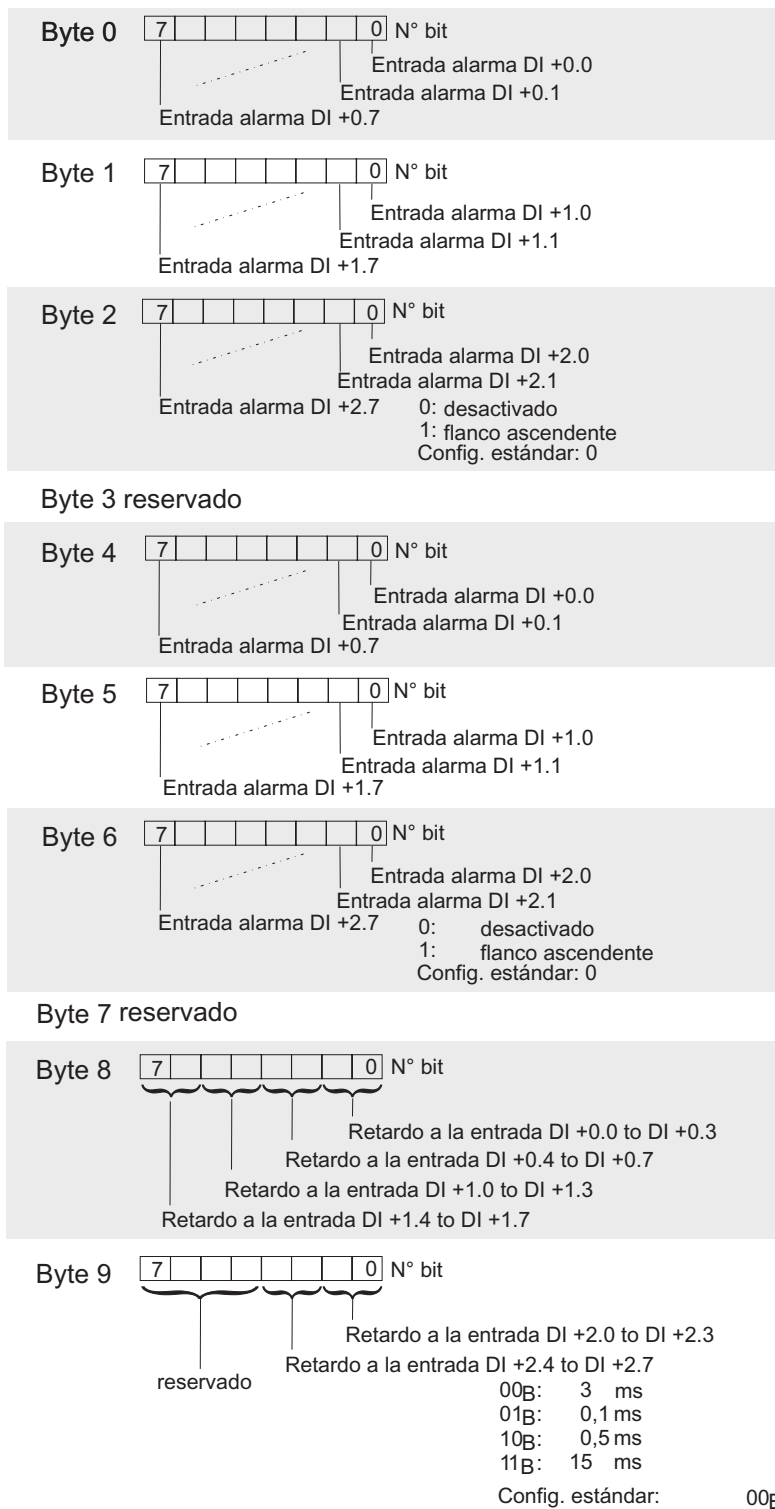 Byte 0 7 0 N° bit
Entrada alarma DI +0.0
Entrada alarma DI +0.1
Entrada alarma DI +0.7
Byte 1 7 0 N° bit
Entrada alarma DI +1.0
Entrada alarma DI +1.1
Entrada alarma DI +1.7
Byte 2 7 0 N° bit
Entrada alarma DI +2.0
Entrada alarma DI +2.1
Entrada alarma DI +2.7 0: desactivado
1: flanco ascendente
Config. estándar: 0
Byte 3 reservado
Byte 4 7 0 N° bit
Entrada alarma DI +0.0
Entrada alarma DI +0.1
Entrada alarma DI +0.7
Byte 5 7 0 N° bit
Entrada alarma DI +1.0
Entrada alarma DI +1.1
Entrada alarma DI +1.7
Byte 6 7 0 N° bit
Entrada alarma DI +2.0
Entrada alarma DI +2.1
Entrada alarma DI +2.7 0: desactivado
1: flanco ascendente
Config. estándar: 0
Byte 7 reservado
Byte 8 7 0 N° bit
Retardo a la entrada DI +0.0 to DI +0.3
Retardo a la entrada DI +0.4 to DI +0.7
Retardo a la entrada DI +1.0 to DI +1.3
Retardo a la entrada DI +1.4 to DI +1.7
Byte 9 7 0 N° bit
Retardo a la entrada DI +2.0 to DI +2.3
Retardo a la entrada DI +2.4 to DI +2.7
reservado
00B: 3 ms
01B: 0,1 ms
10B: 0,5 ms
11B: 15 ms
Config. estándar: 00B